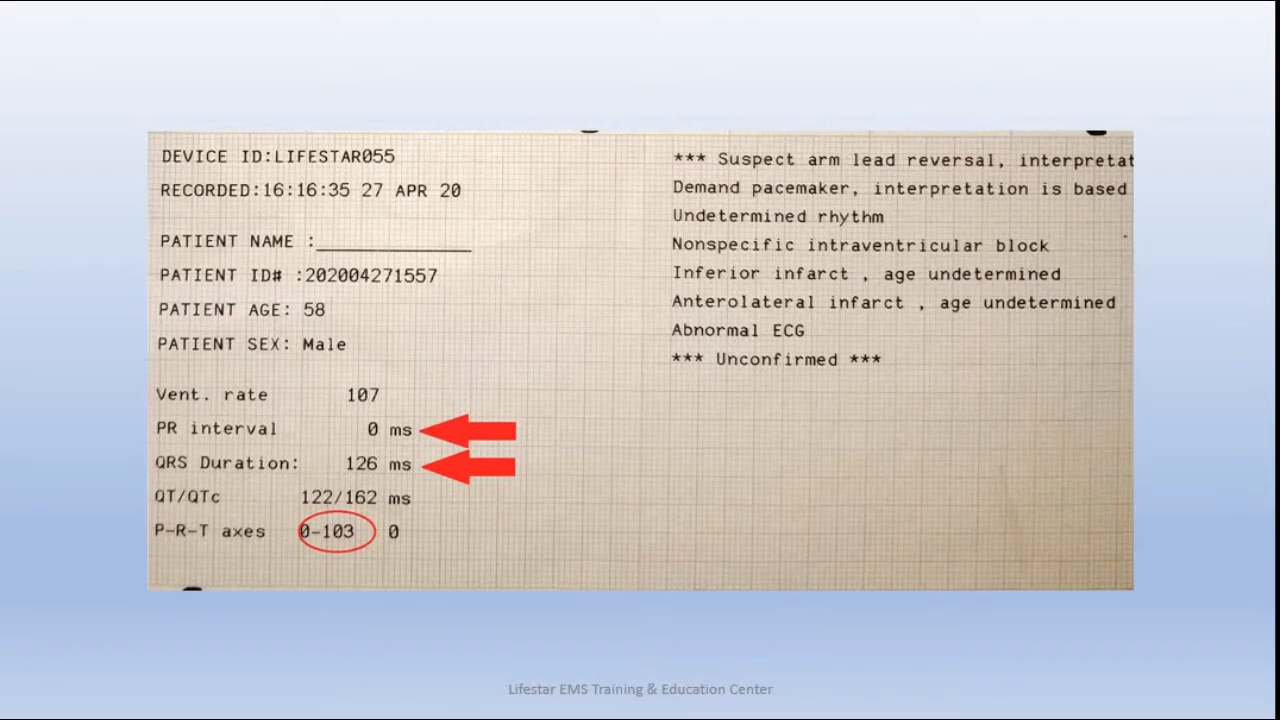 DEVICE ID:LIFESTAR055
RECORDED:16:16:35 27 APR 20
PATIENT NAME :
PATIENT ID# :202004271557
PATIENT AGE: 58
PATIENT SEX: Male
Vent. rate 107
PR interval 0 ms
QRS Duration: 126 ms
QT/QTc 122/162 ms
P-R-T axes 0-103 0
*** Suspect arm lead reversal, interpretat
Demand pacemaker, interpretation is based
Undetermined rhythm
Nonspecific intraventricular block
Inferior infarct , age undetermined
Anterolateral infarct , age undetermined
Abnormal ECG
*** Unconfirmed ***
Lifestar EMS Training & Education Center